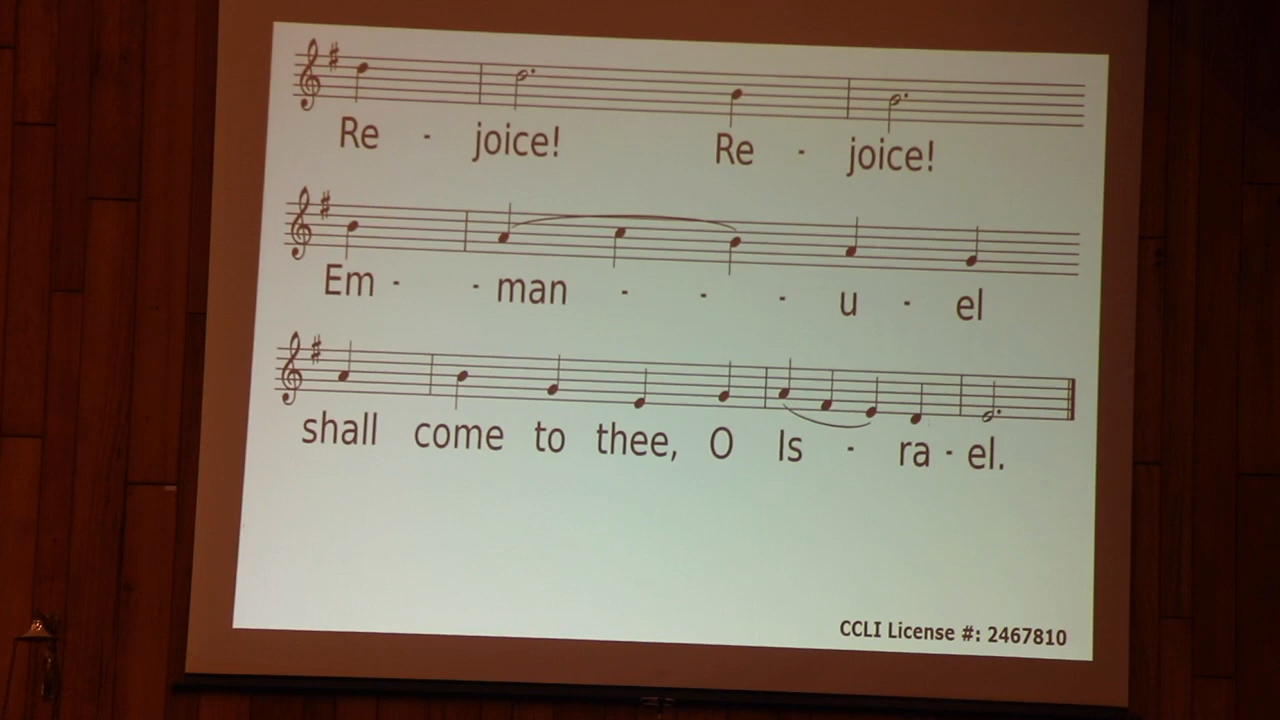 Re - joice! Re - joice!
Em - - man - - - u - el
shall come to thee, O Is - ra - el.
CCLI License #: 2467810